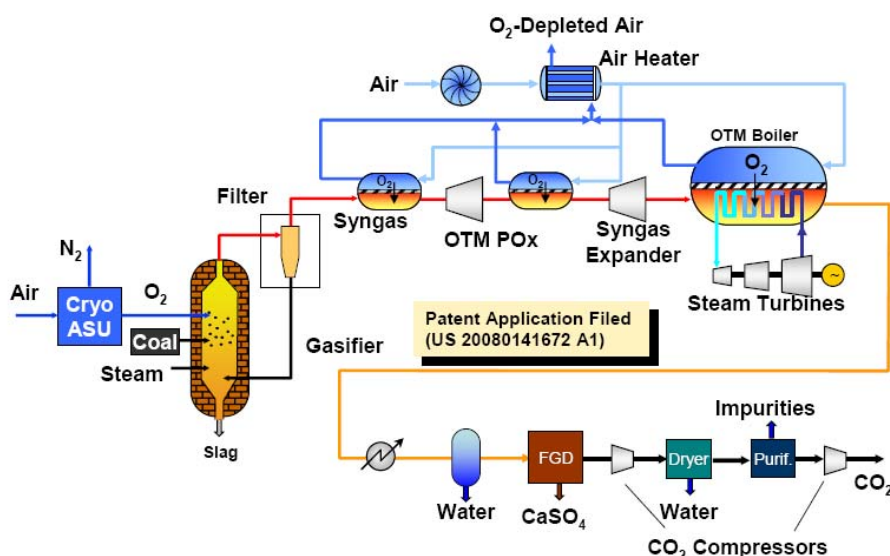 O2-Depleted Air
Air Heater
Air
OTM Boiler
O2
O2
O2
Filter
Syngas
OTM POx
Syngas
Expander
N2
Steam Turbines
~
Air
O2
Cryo
ASU
Patent Application Filed
(US 20080141672 A1)
Coal
Gasifier
Steam
Slag
Impurities
FGD
Dryer
Purif.
CO2
Water
CaSO4
Water
CO2 Compressors